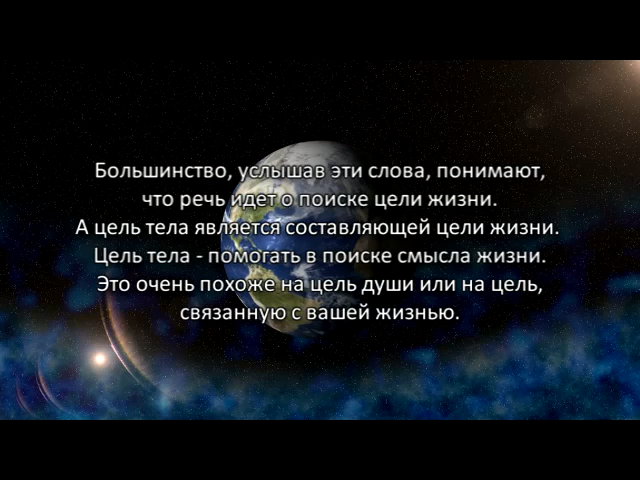 Большинство, услышав эти слова, понимают,
что речь идет о поиске цели жизни.
А цель тела является составляющей цели жизни.
Цель тела - помогать в поиске смысла жизни.
Это очень похоже на цель души или на цель,
связанную с вашей жизнью.